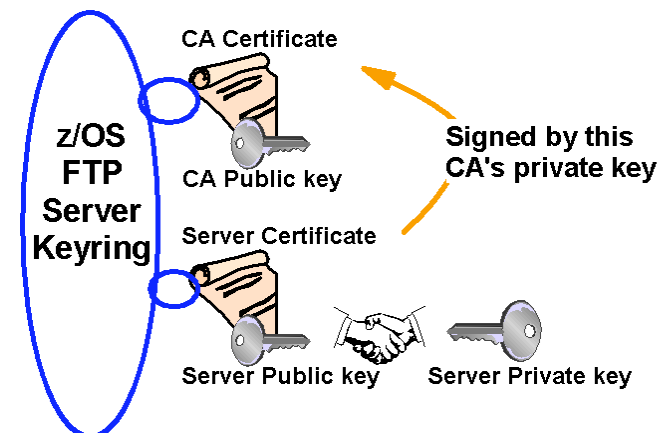 CA Certificate
z/OS
FTP
Server
Keyring
CA Public key
Signed by this
CA's private key
Server Certificate
Server Public key
Server Private key